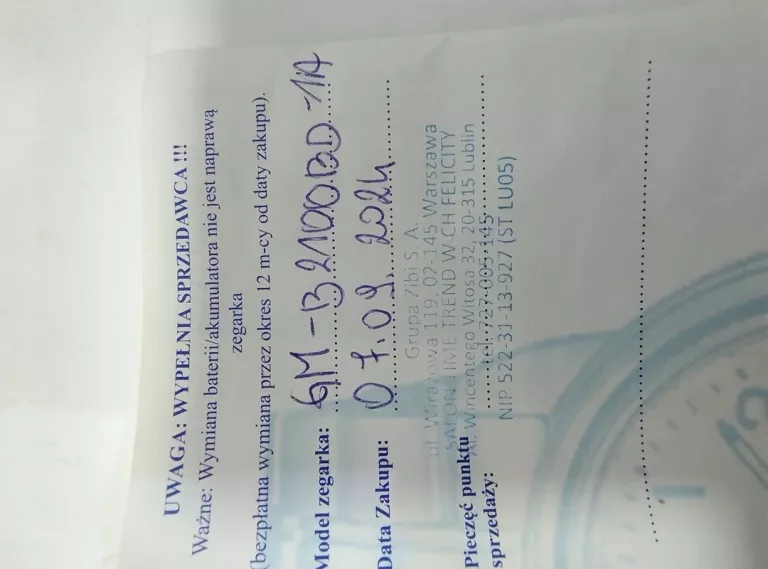 UWAGA: WYPEŁNIA SPRZEDAWCA !!!
Ważne: Wymiana baterii/akumulatora nie jest naprawą
zegarka
(bezpłatna wymiana przez okres 12 m-cy od daty zakupu).
Model zegarka: GM-B2100BD-1A
Data Zakupu: 07.09.2024
Grupa Zibi S. A.
ul. Wirażowa 119, 02-145 Warszawa
SALON TIME TREND W CH FELICITY
Al. Wincentego Witosa 32, 20-315 Lublin
Pieczęć punktu
sprzedaży:
tel. 727-005-145
NIP 522-31-13-927 (ST LU05)